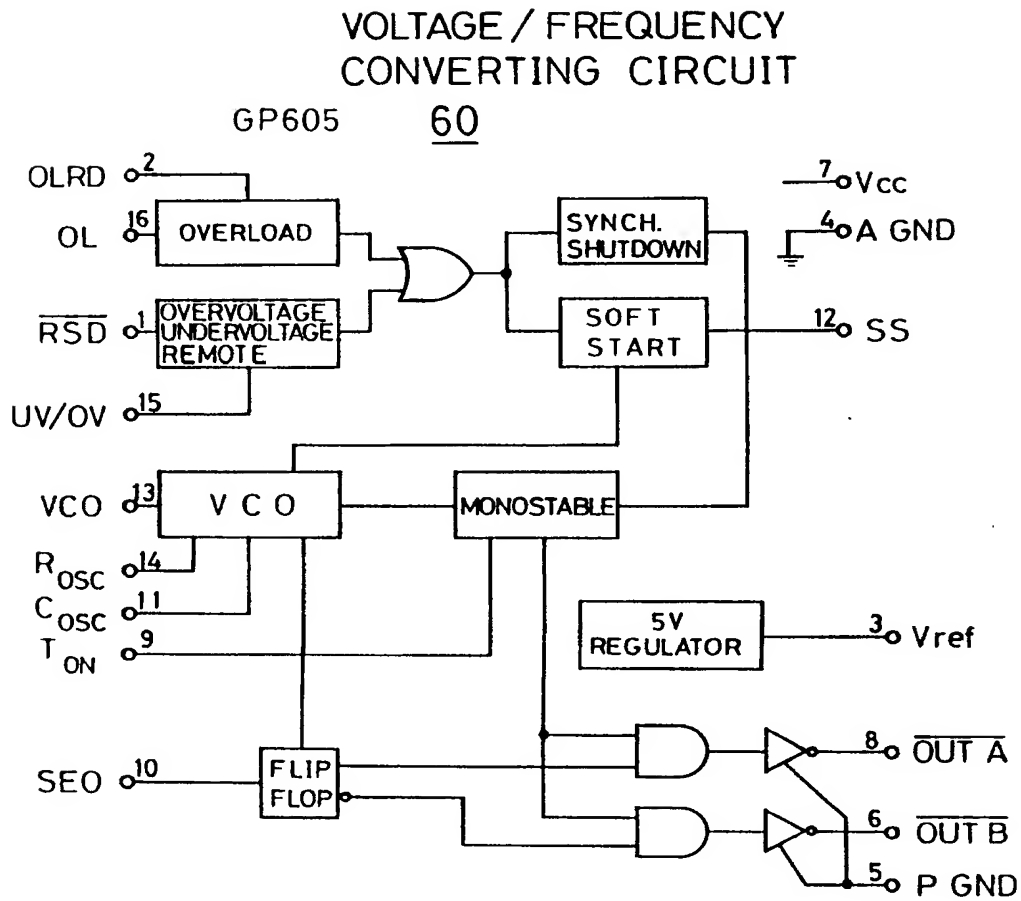 VOLTAGE / FREQUENCY
CONVERTING CIRCUIT
GP605 60
OLRD 2
OL 16
OVERLOAD
RSD 1
OVERVOLTAGE
UNDERVOLTAGE
REMOTE
UV/OV 15
SYNCH.
SHUTDOWN
SOFT
START
7 Vcc
4 A GND
12 SS
VCO 13
VCO
MONOSTABLE
ROSC 14
COSC 11
TON 9
5V
REGULATOR
3 Vref
SEO 10
FLIP
FLOP
8 OUT A
6 OUT B
5 P GND